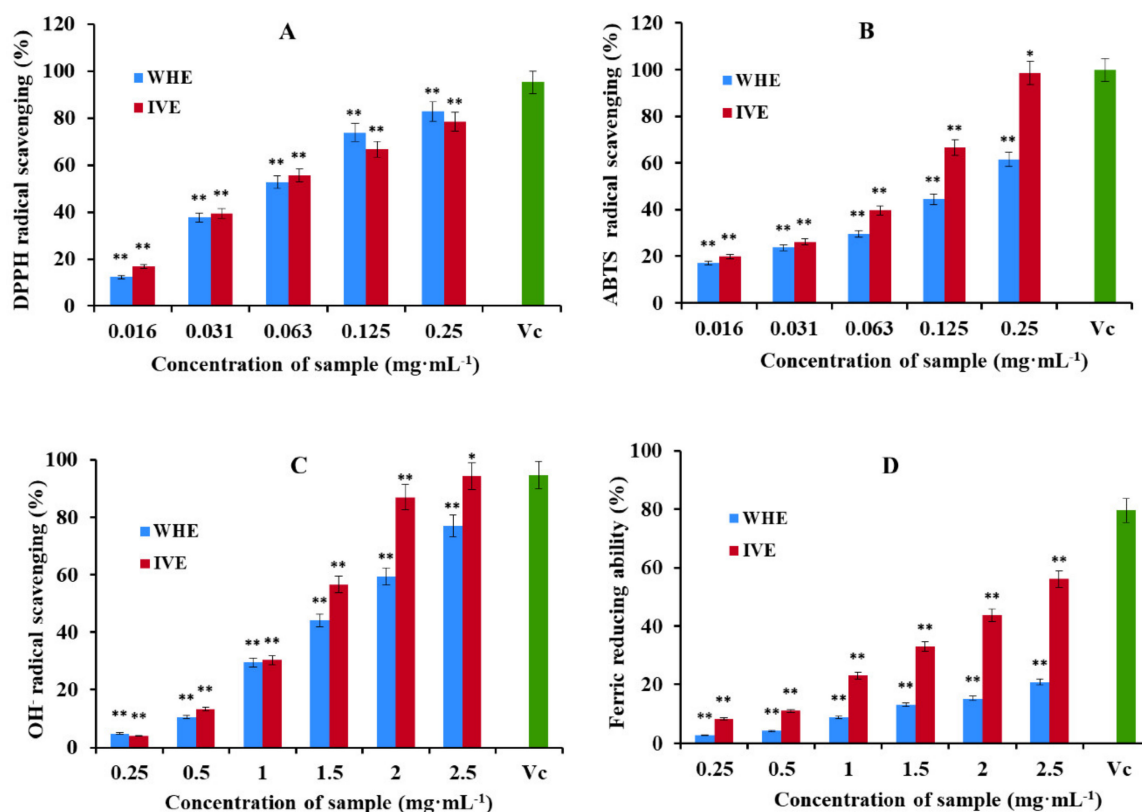 A
DPPH radical scavenging (%)
120
100
80
60
40
20
0
WHE
IVE
** ** ** ** ** ** ** ** ** **
0.016 0.031 0.063 0.125 0.25 Vc
Concentration of sample (mg·mL⁻¹)
B
ABTS radical scavenging (%)
120
100
80
60
40
20
0
WHE
IVE
** ** ** ** ** ** ** ** ** *
0.016 0.031 0.063 0.125 0.25 Vc
Concentration of sample (mg·mL⁻¹)
C
OH⁻ radical scavenging (%)
100
80
60
40
20
0
WHE
IVE
** ** ** ** ** ** ** ** ** ** ** *
0.25 0.5 1 1.5 2 2.5 Vc
Concentration of sample (mg·mL⁻¹)
D
Ferric reducing ability (%)
100
80
60
40
20
0
WHE
IVE
** ** ** ** ** ** ** ** ** ** ** **
0.25 0.5 1 1.5 2 2.5 Vc
Concentration of sample (mg·mL⁻¹)